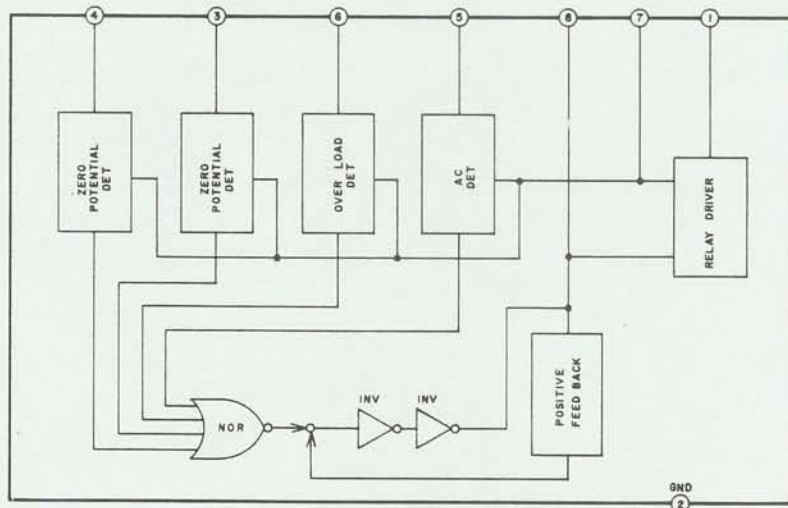 4
3
6
5
8
7
1
ZERO
POTENTIAL
DET
ZERO
POTENTIAL
DET
OVER LOAD
DET
AC
DET
RELAY DRIVER
POSITIVE
FEED BACK
INV
INV
NOR
GND
2